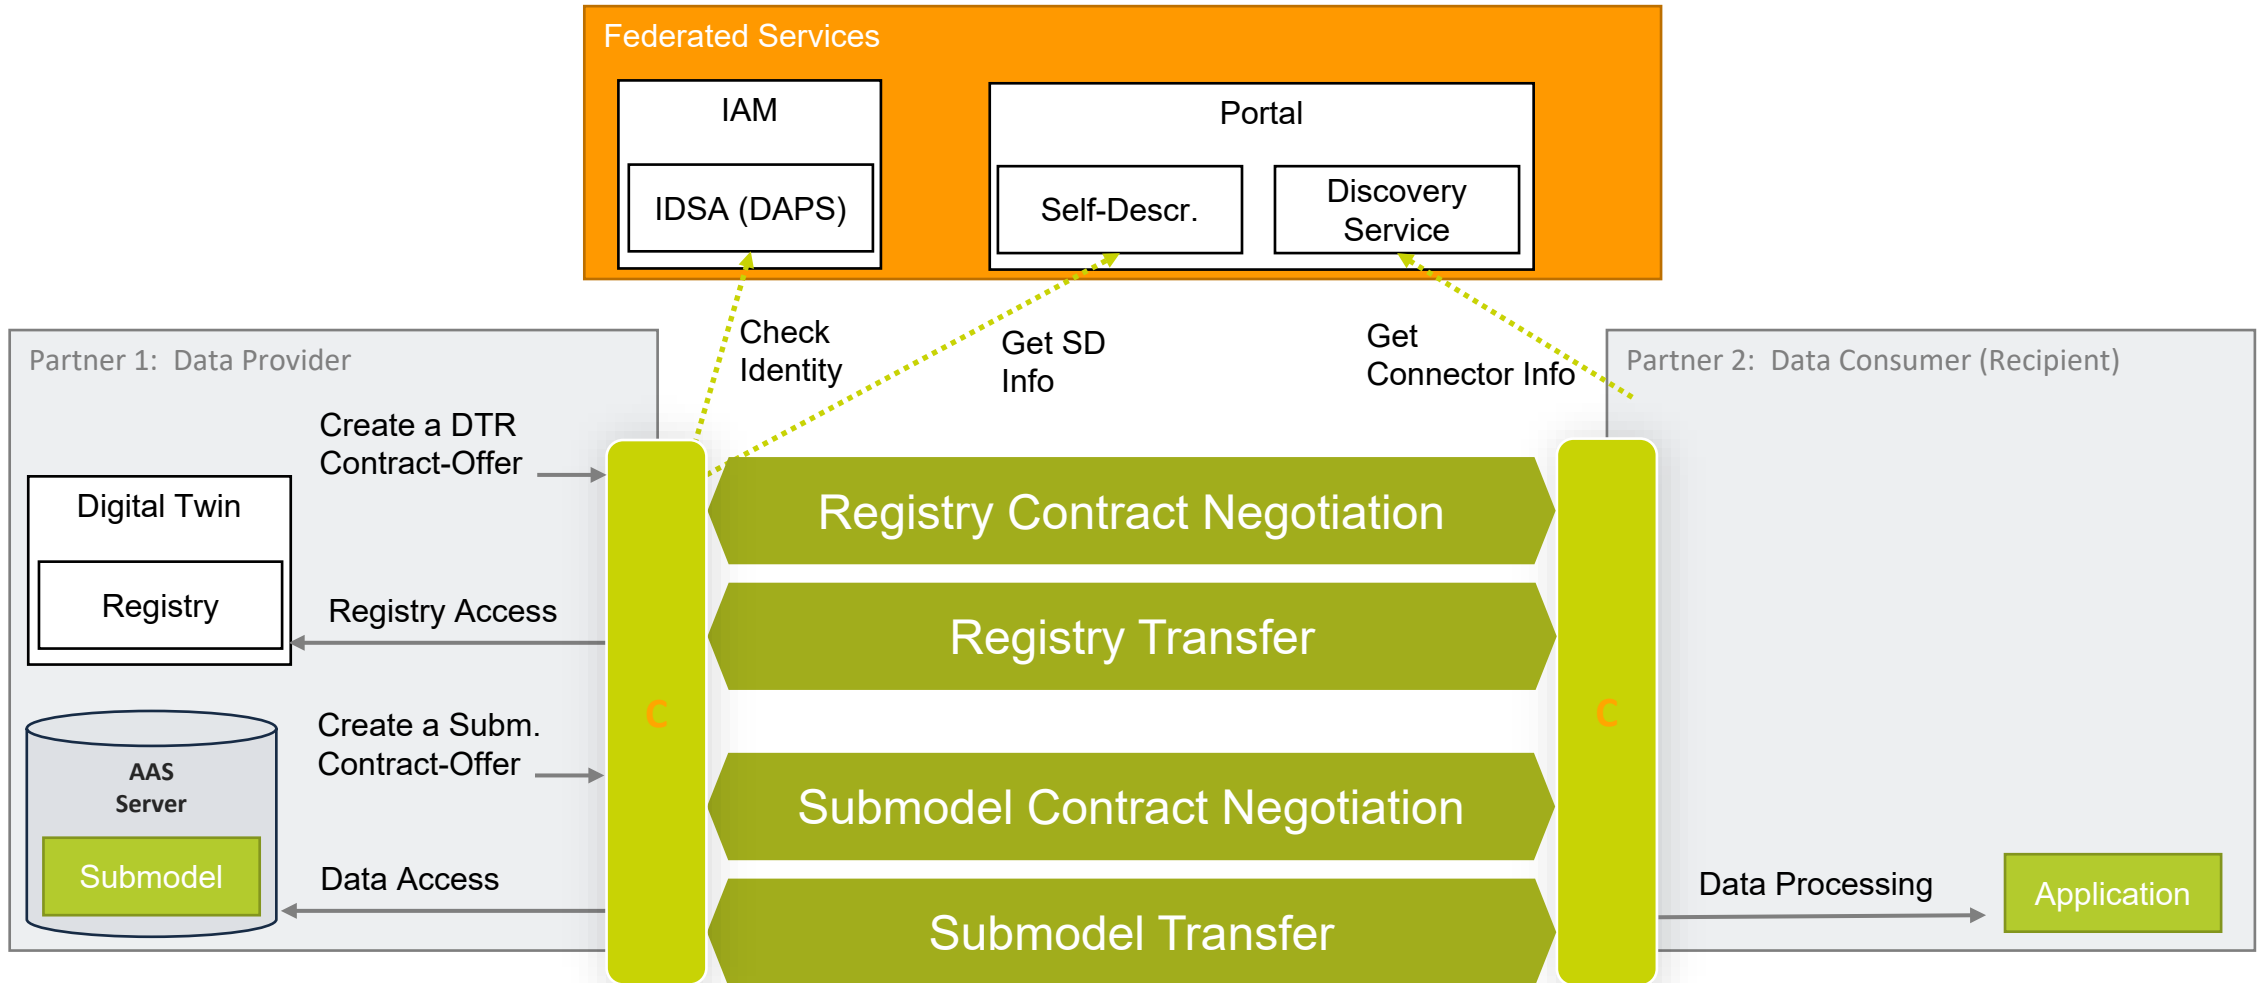 Federated Services
IAM
IDSA (DAPS)
Portal
Self-Descr.
Discovery
Service
Check
Identity
Get SD
Info
Get
Connector Info
Partner 1:  Data Provider
Create a DTR
Contract-Offer
Digital Twin
Registry
Registry Access
Create a Subm.
Contract-Offer
AAS
Server
Submodel
Data Access
C
Registry Contract Negotiation
Registry Transfer
Submodel Contract Negotiation
Submodel Transfer
C
Partner 2:  Data Consumer (Recipient)
Data Processing
Application